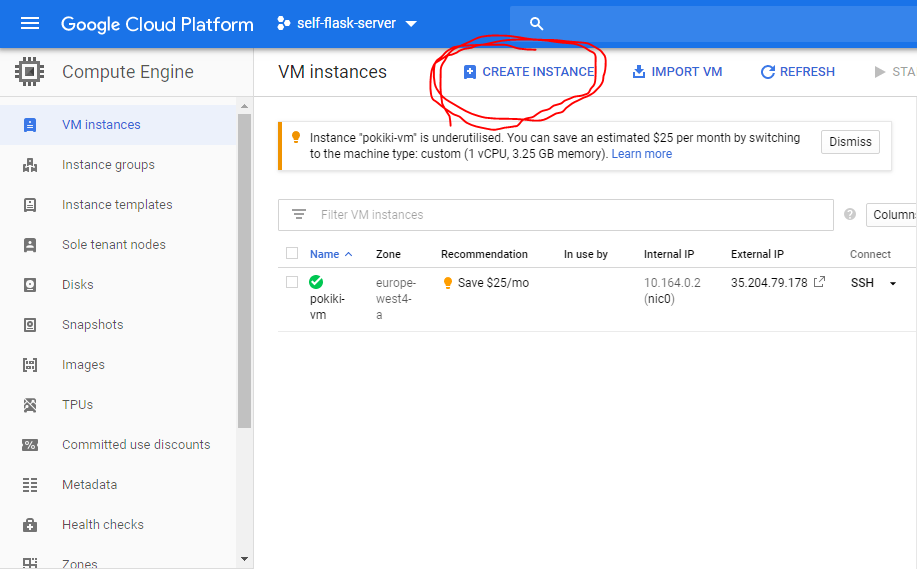 Google Cloud Platform self-flask-server
Compute Engine
VM instances CREATE INSTANCE IMPORT VM REFRESH STA
VM instances
Instance groups
Instance templates
Sole tenant nodes
Disks
Snapshots
Images
TPUs
Committed use discounts
Metadata
Health checks
Zones
Instance "pokiki-vm" is underutilised. You can save an estimated $25 per month by switching
to the machine type: custom (1 vCPU, 3.25 GB memory). Learn more
Dismiss
Filter VM instances
Columns
Name Zone Recommendation In use by Internal IP External IP Connect
pokiki-
vm
europe-
west4-
a
Save $25/mo
10.164.0.2
(nic0)
35.204.79.178
SSH